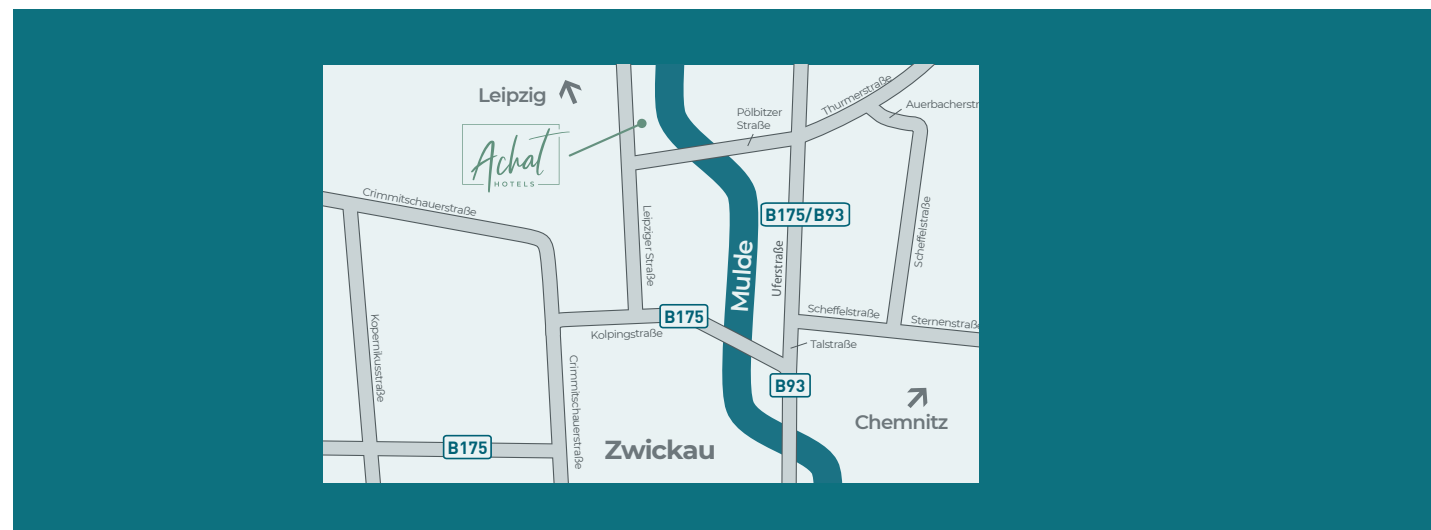 Leipzig
Achat
HOTELS
Pölbitzer
Straße
Thurmerstraße
Auerbacherstr
Crimmitschauerstraße
Leipziger Straße
B175/B93
Scheffelstraße
Mulde
Uferstraße
B175
Kolpingstraße
Scheffelstraße
Sternenstraße
Talstraße
Kopernikusstraße
Crimmitschauerstraße
B93
Chemnitz
B175
Zwickau